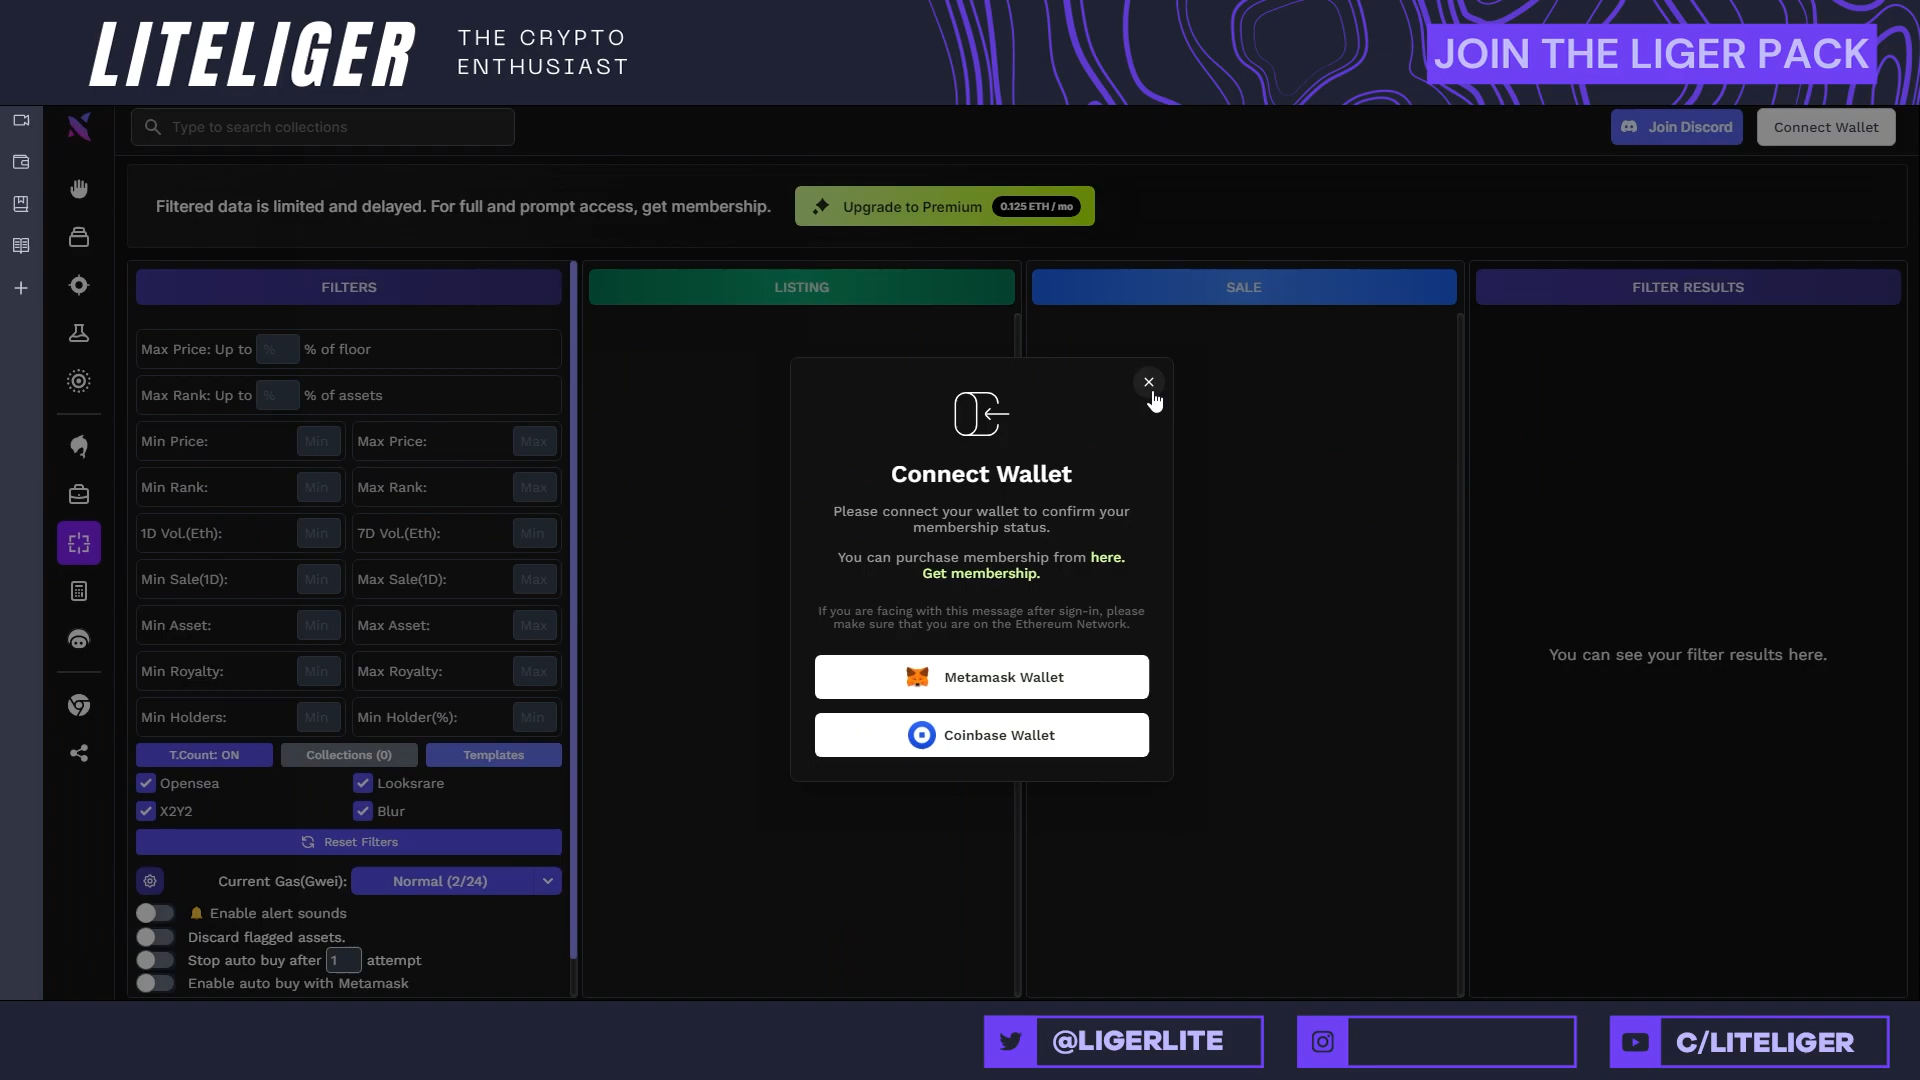 LITELIGER
THE CRYPTO
ENTHUSIAST
JOIN THE LIGER PACK
Type to search collections
Join Discord
Connect Wallet
Filtered data is limited and delayed. For full and prompt access, get membership.
Upgrade to Premium 0.125 ETH / mo
FILTERS
LISTING
SALE
FILTER RESULTS
Max Price: Up to % % of floor
Max Rank: Up to % % of assets
Min Price: Min Max Price: Max
Min Rank: Min Max Rank: Max
1D Vol.(Eth): Min 7D Vol.(Eth): Min
Min Sale(1D): Min Max Sale(1D): Min
Min Asset: Min Max Asset: Max
Min Royalty: Min Max Royalty: Max
Min Holders: Min Min Holder(%): Min
T.Count: ON Collections (0) Templates
Opensea Looksrare
X2Y2 Blur
Reset Filters
Current Gas(Gwei): Normal (2/24)
Enable alert sounds
Discard flagged assets.
Stop auto buy after 1 attempt
Enable auto buy with Metamask
Connect Wallet
Please connect your wallet to confirm your
membership status.
You can purchase membership from here.
Get membership.
If you are facing with this message after sign-in, please
make sure that you are on the Ethereum Network.
Metamask Wallet
Coinbase Wallet
You can see your filter results here.
@LIGERLITE
C/LITELIGER